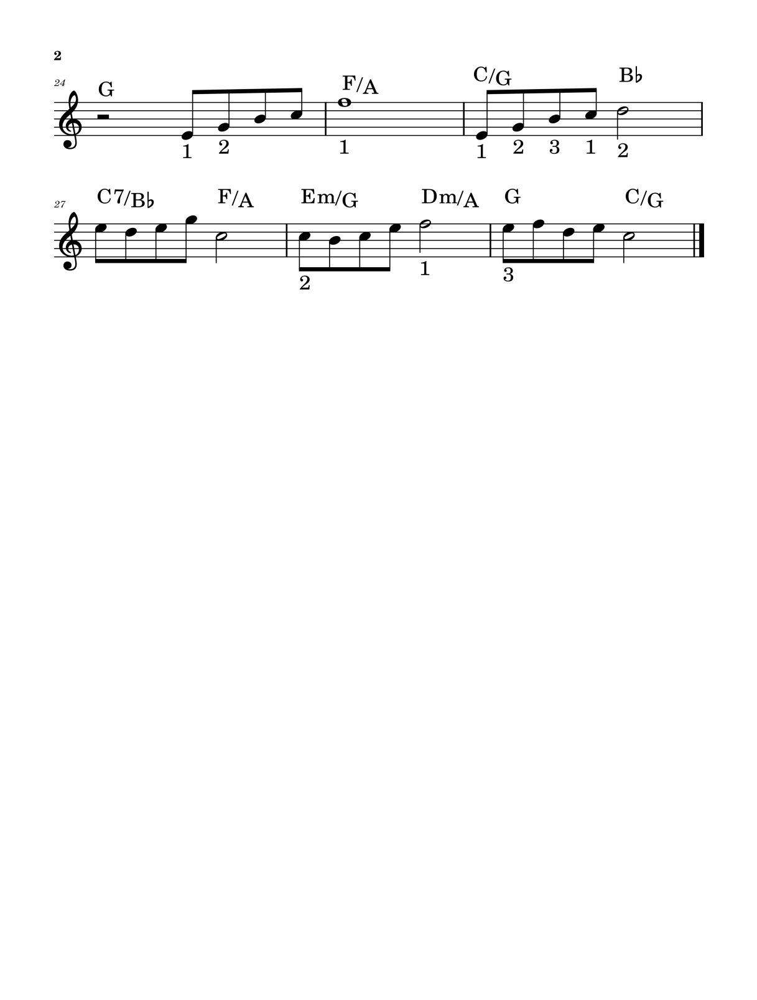 2
24
G F/A C/G B♭
1 2 1 1 2 3 1 2
27
C7/B♭ F/A Em/G Dm/A G C/G
2 1 3